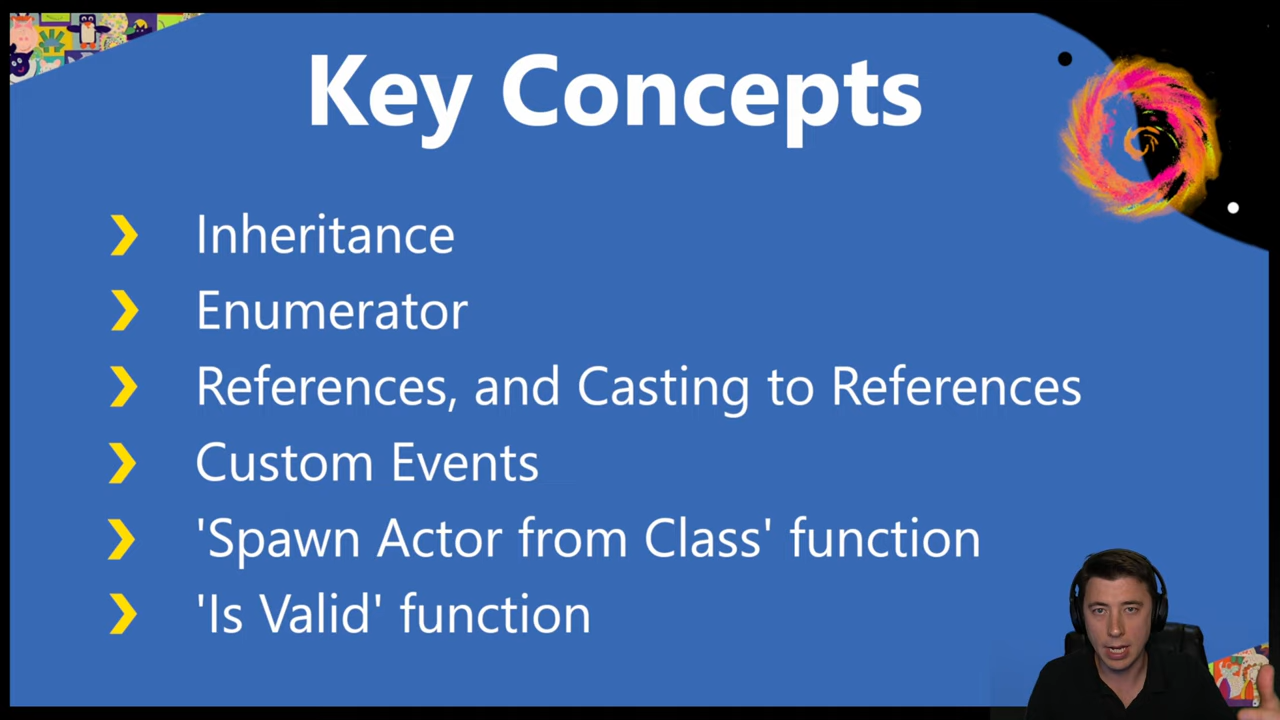 Key Concepts
Inheritance
Enumerator
References, and Casting to References
Custom Events
'Spawn Actor from Class' function
'Is Valid' function